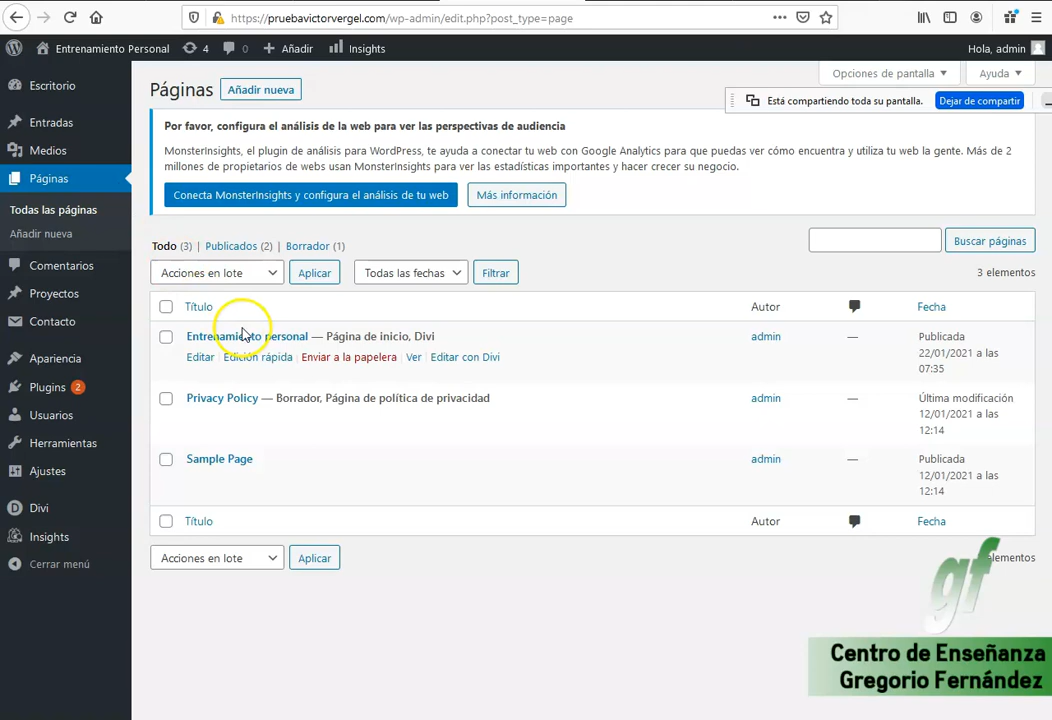 https://pruebavictorvergel.com/wp-admin/edit.php?post_type=page
Entrenamiento Personal 4 0 + Añadir Insights Hola, admin
Escritorio
Entradas
Medios
Páginas
Todas las páginas
Añadir nueva
Comentarios
Proyectos
Contacto
Apariencia
Plugins 2
Usuarios
Herramientas
Ajustes
Divi
Insights
Cerrar menú
Opciones de pantalla Ayuda
Páginas Añadir nueva
Está compartiendo toda su pantalla. Dejar de compartir
Por favor, configura el análisis de la web para ver las perspectivas de audiencia
MonsterInsights, el plugin de análisis para WordPress, te ayuda a conectar tu web con Google Analytics para que puedas ver cómo encuentra y utiliza tu web la gente. Más de 2
millones de propietarios de webs usan MonsterInsights para ver las estadísticas importantes y hacer crecer su negocio.
Conecta MonsterInsights y configura el análisis de tu web Más información
Todo (3) | Publicados (2) | Borrador (1)
Buscar páginas
Acciones en lote Aplicar Todas las fechas Filtrar 3 elementos
Título Autor Fecha
Entrenamiento personal — Página de inicio, Divi admin — Publicada
22/01/2021 a las
07:35
Editar | Edición rápida | Enviar a la papelera | Ver | Editar con Divi
Privacy Policy — Borrador, Página de política de privacidad admin — Última modificación
12/01/2021 a las
12:14
Sample Page admin — Publicada
12/01/2021 a las
12:14
Título Autor Fecha
Acciones en lote Aplicar elementos
gf
Centro de Enseñanza
Gregorio Fernández